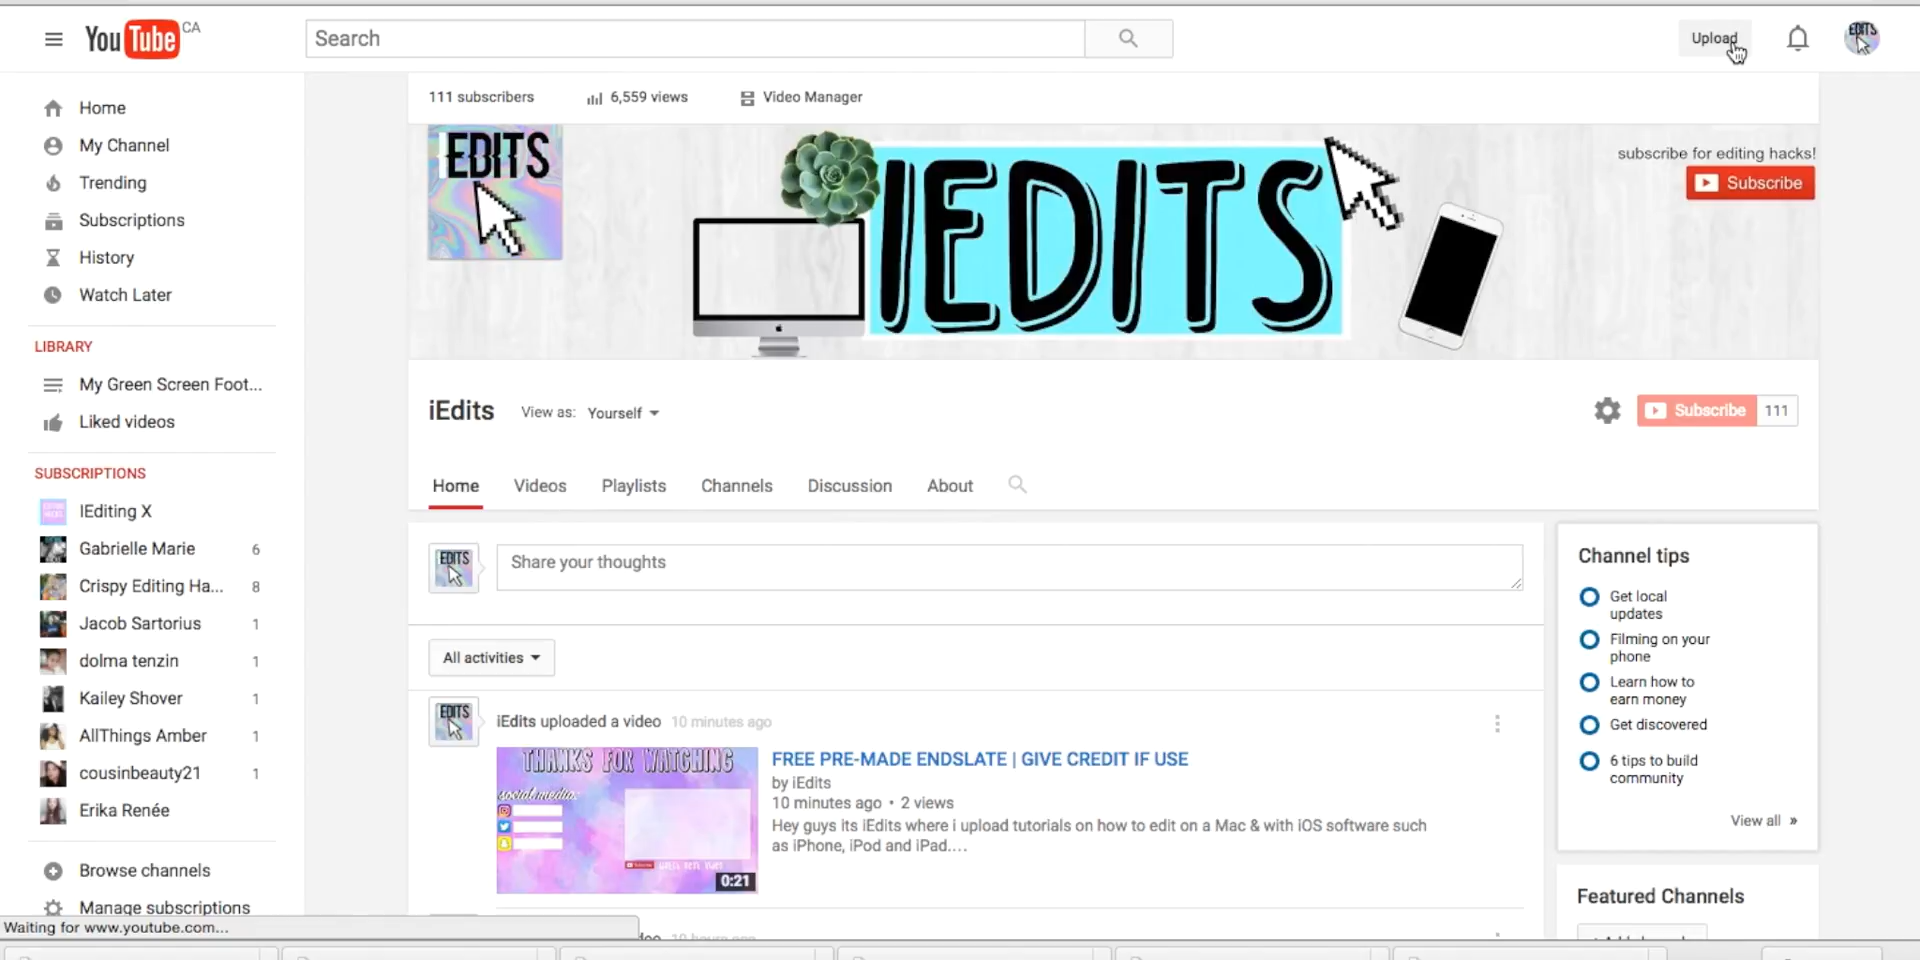 YouTube CA
Search
Upload
EDITS
Home
My Channel
Trending
Subscriptions
History
Watch Later
LIBRARY
My Green Screen Foot...
Liked videos
SUBSCRIPTIONS
IEditing X
Gabrielle Marie 6
Crispy Editing Ha... 8
Jacob Sartorius 1
dolma tenzin 1
Kailey Shover 1
AllThings Amber 1
cousinbeauty21 1
Erika Renée
Browse channels
Manage subscriptions
Waiting for www.youtube.com...
111 subscribers 6,559 views Video Manager
EDITS
IEDITS
subscribe for editing hacks!
Subscribe
iEdits View as: Yourself
Subscribe 111
Home Videos Playlists Channels Discussion About
EDITS
Share your thoughts
All activities
EDITS
iEdits uploaded a video 10 minutes ago
THANKS FOR WATCHING
social media:
0:21
FREE PRE-MADE ENDSLATE | GIVE CREDIT IF USE
by iEdits
10 minutes ago • 2 views
Hey guys its iEdits where i upload tutorials on how to edit on a Mac & with iOS software such
as iPhone, iPod and iPad....
Channel tips
Get local
updates
Filming on your
phone
Learn how to
earn money
Get discovered
6 tips to build
community
View all »
Featured Channels